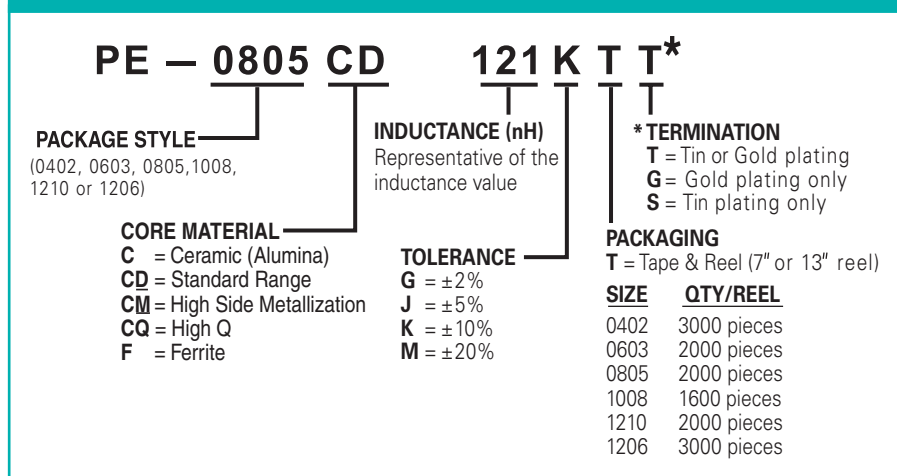 PE – 0805 CD 121 K T T*
PACKAGE STYLE
(0402, 0603, 0805,1008,
1210 or 1206)
CORE MATERIAL
C = Ceramic (Alumina)
CD = Standard Range
CM = High Side Metallization
CQ = High Q
F = Ferrite
INDUCTANCE (nH)
Representative of the
inductance value
TOLERANCE
G = ±2%
J = ±5%
K = ±10%
M = ±20%
* TERMINATION
T = Tin or Gold plating
G = Gold plating only
S = Tin plating only
PACKAGING
T = Tape & Reel (7" or 13" reel)
SIZE QTY/REEL
0402 3000 pieces
0603 2000 pieces
0805 2000 pieces
1008 1600 pieces
1210 2000 pieces
1206 3000 pieces